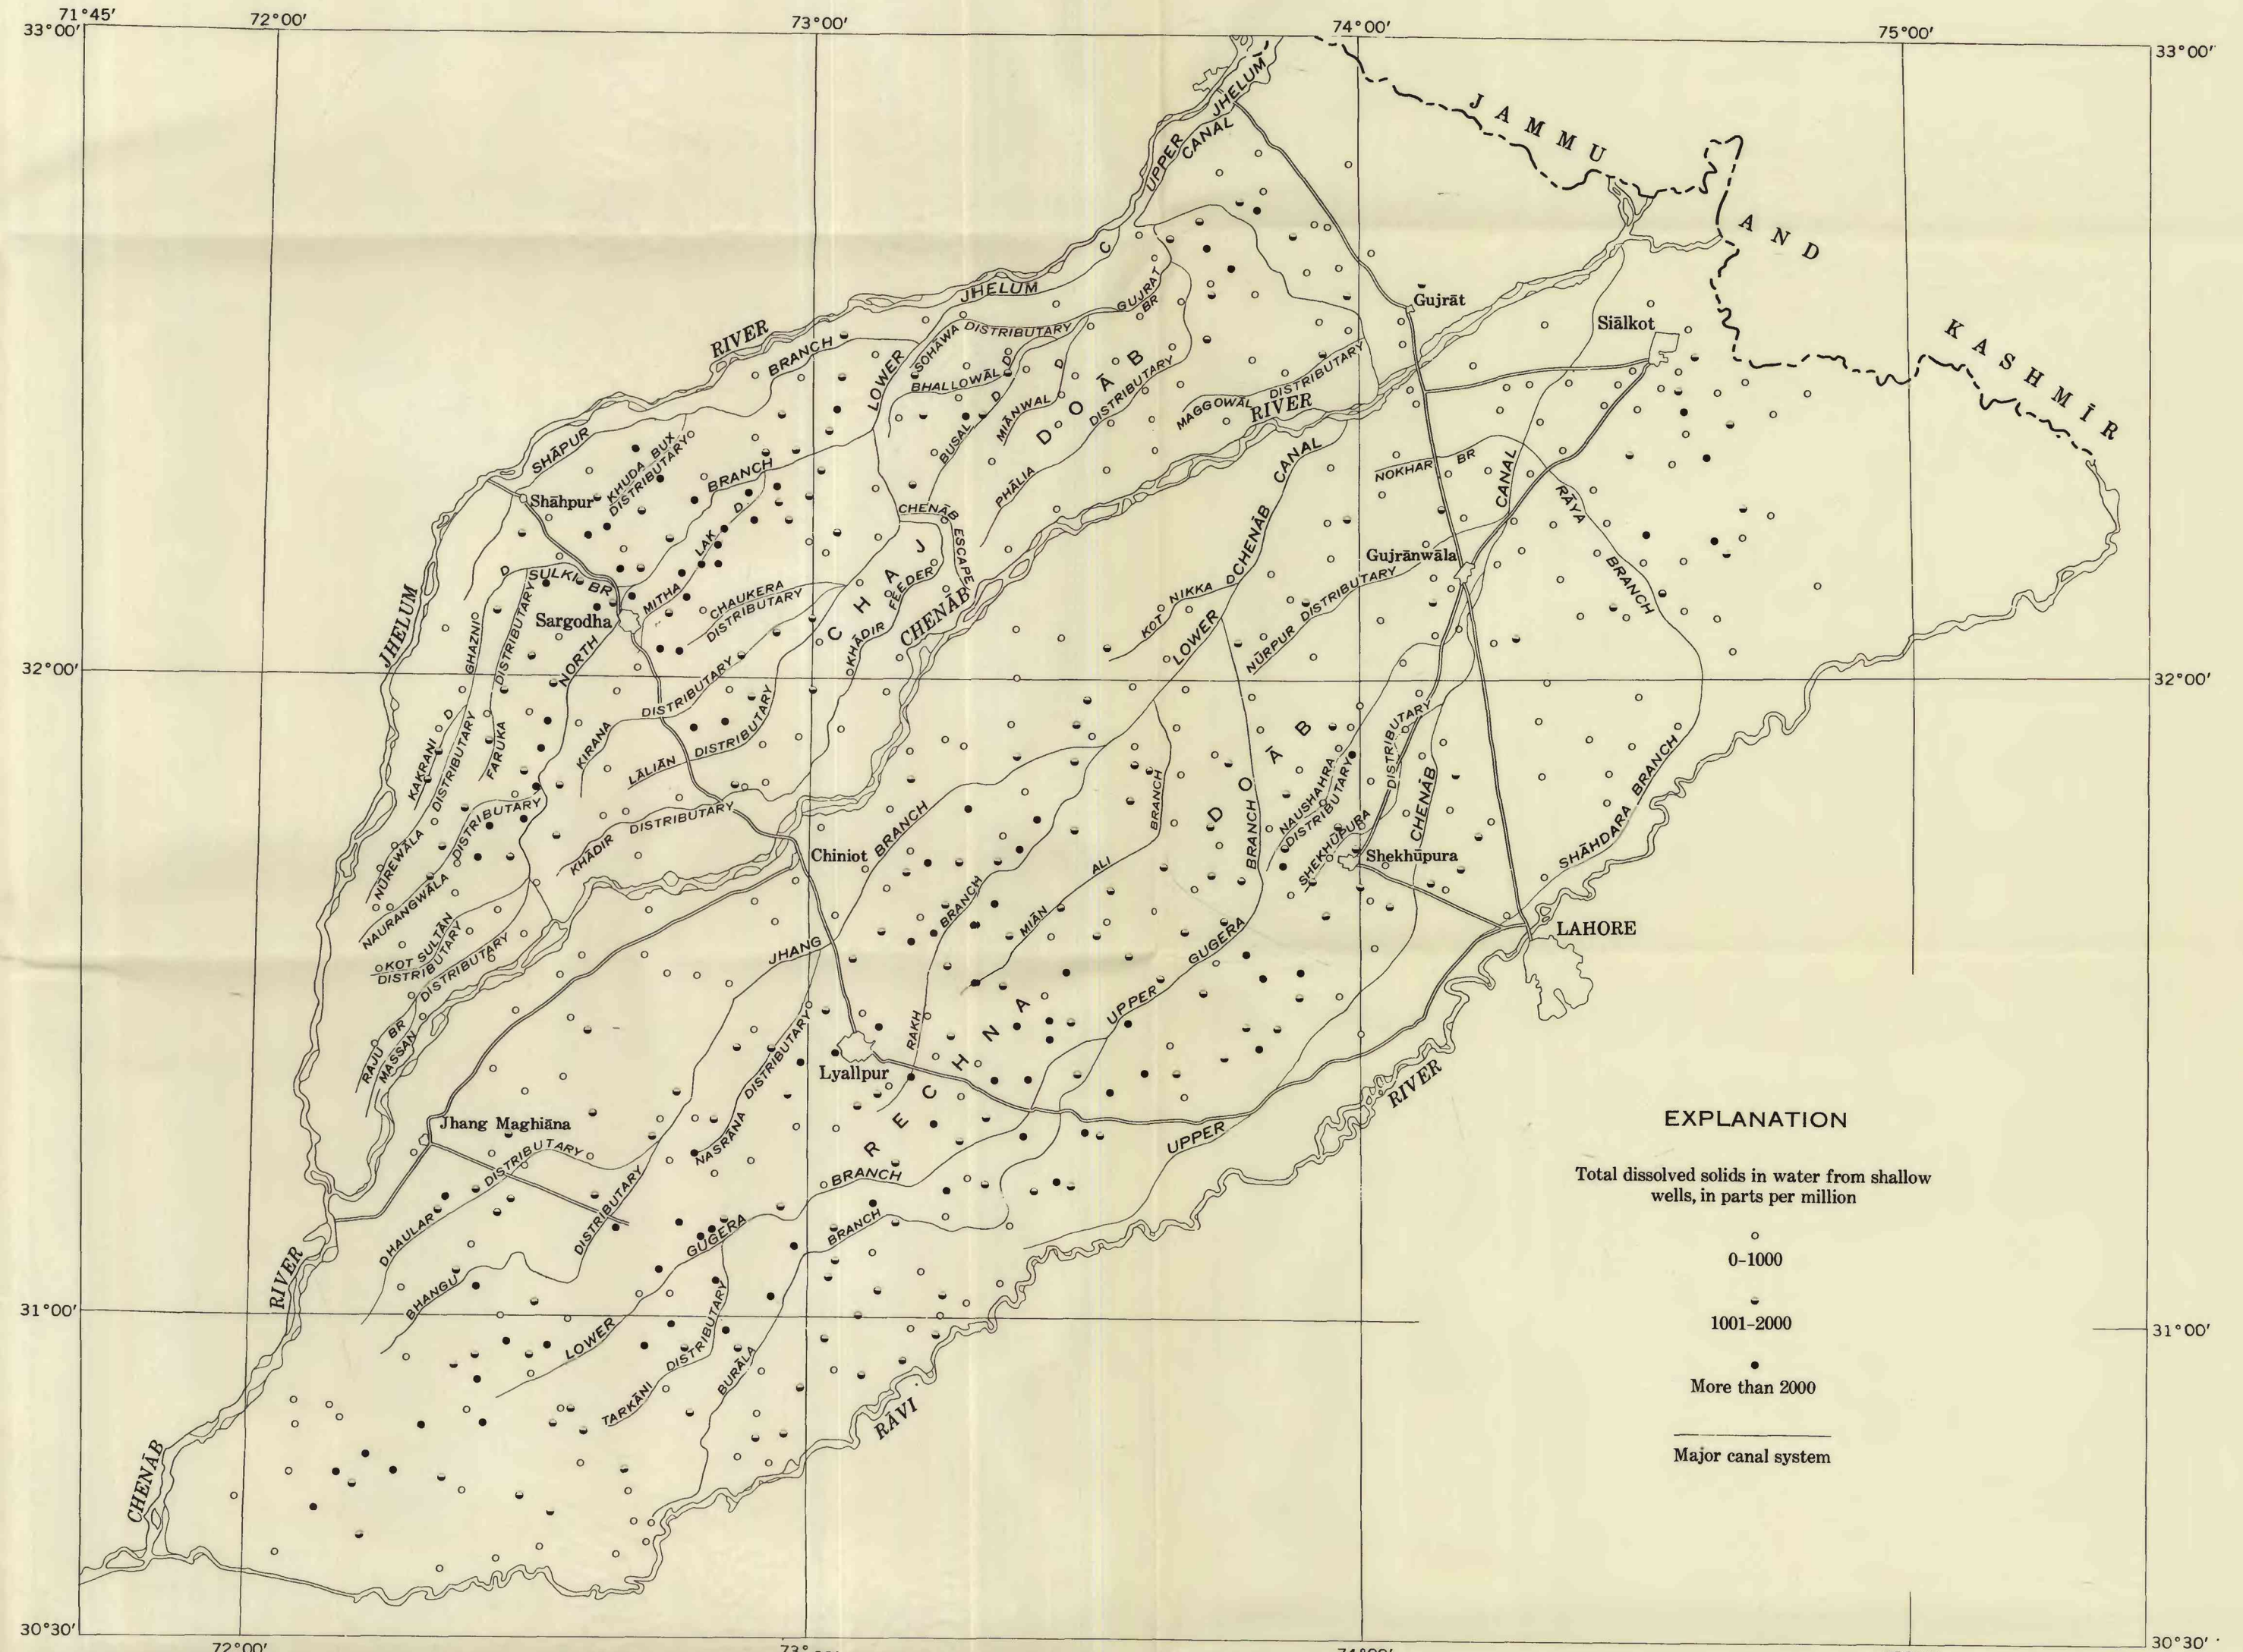 71°45'
72°00'
73°00'
74°00'
75°00'
33°00'
33°00'
JAMMU
AND
KASHMĪR
UPPER JHELUM
CANAL
JHELUM
RIVER
LOWER
JHELUM
C
SHĀPUR
BRANCH
SOHĀWA DISTRIBUTARY
GUJRAT
BR
BHALLOWĀL D
BUSAL
D
MIĀNWAL
D
PHĀLIA
DISTRIBUTARY
MAGGOWĀL DISTRIBUTARY
Gujrāt
Siālkot
CHENĀB
RIVER
Shāhpur
KHUDA BUX
DISTRIBUTARY
BRANCH
LAK
D
MITHA
CHENĀB
ESCAPE
CHAJ
DOĀB
CHAUKERA
DISTRIBUTARY
KHĀDIR
FEEDER
SULKI BR
Sargodha
NORTH
GHAZNI
D
DISTRIBUTARY
FARUKA
KIRANA
DISTRIBUTARY
LĀLIĀN
DISTRIBUTARY
KHĀDIR
DISTRIBUTARY
KAKRANI
D
NŪREWĀLA
DISTRIBUTARY
NAURANGWĀLA
DISTRIBUTARY
KOT SULTĀN
DISTRIBUTARY
RAJU BR
MASSAN
DISTRIBUTARY
32°00'
32°00'
LOWER
CHENĀB
CANAL
KOT
NIKKA
D
NŪRPUR DISTRIBUTARY
Gujrānwāla
NOKHAR
BR
CANAL
RĀYA
BRANCH
UPPER
CHENAB
Chiniot
JHANG
BRANCH
RAKH
BRANCH
MIĀN
ALI
BRANCH
UPPER
GUGERA
BRANCH
RECHNA
DOĀB
NAUSHAHRA
DISTRIBUTARY
SHEKHŪPURA
DISTRIBUTARY
Shekhūpura
SHĀHDARA BRANCH
LAHORE
Lyallpur
Jhang Maghiāna
NASRĀNA
DISTRIBUTARY
DHAULAR
DISTRIBUTARY
BHANGU
DISTRIBUTARY
LOWER
GUGERA
BRANCH
TARKĀNI
DISTRIBUTARY
BURĀLA
BRANCH
RĀVI
RIVER
CHENĀB
RIVER
31°00'
31°00'
EXPLANATION
Total dissolved solids in water from shallow
wells, in parts per million
0-1000
1001-2000
More than 2000
Major canal system
30°30'
30°30'
72°00'